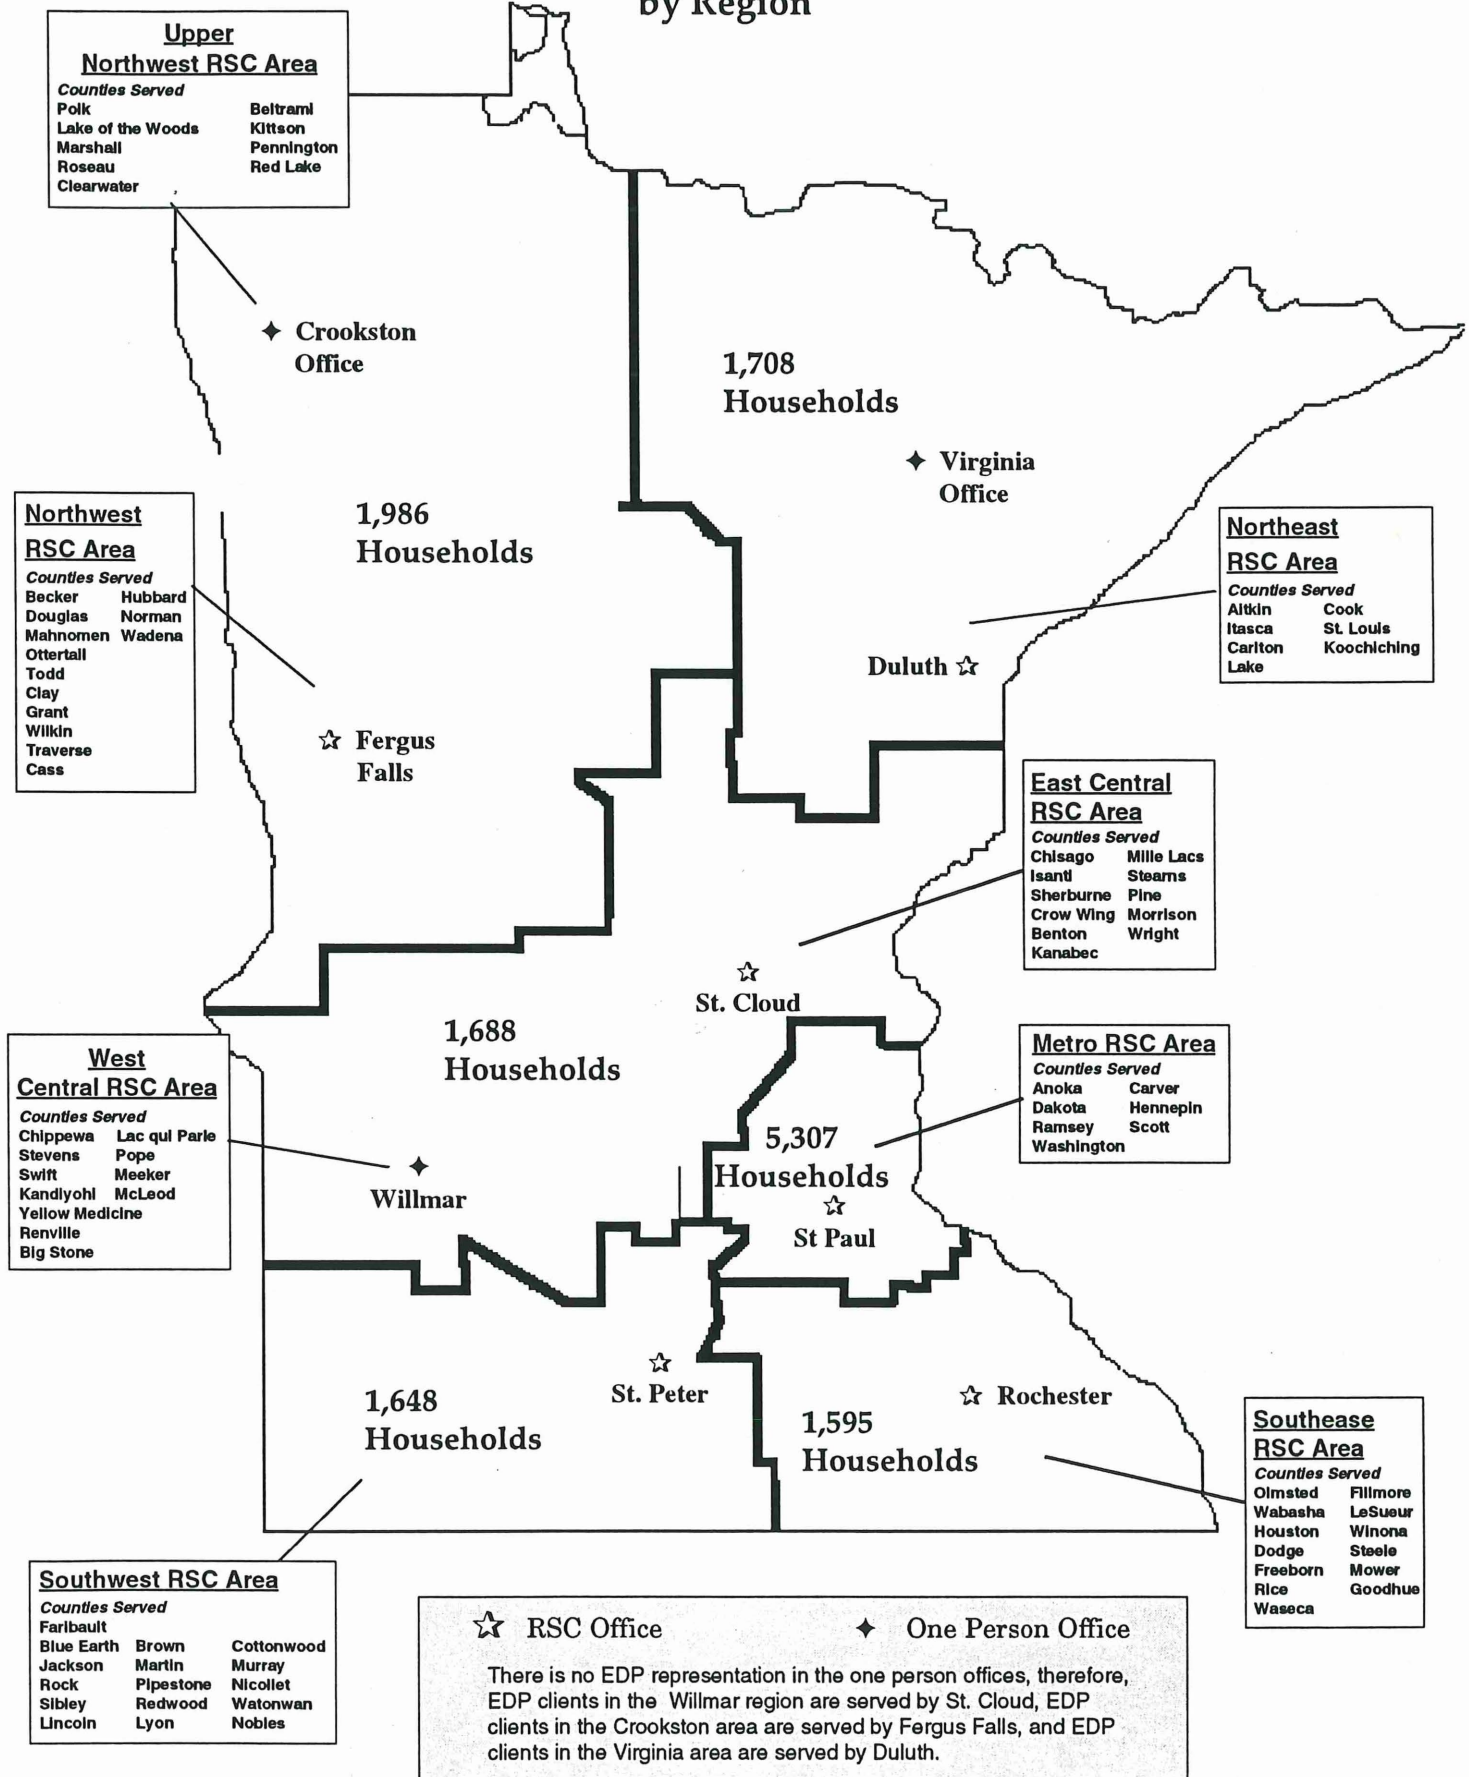 by Region
Upper
Northwest RSC Area
Counties Served
Polk Beltrami
Lake of the Woods Kittson
Marshall Pennington
Roseau Red Lake
Clearwater
Crookston
Office
1,708
Households
Virginia
Office
Northwest
RSC Area
Counties Served
Becker Hubbard
Douglas Norman
Mahnomen Wadena
Ottertail
Todd
Clay
Grant
Wilkin
Traverse
Cass
1,986
Households
Northeast
RSC Area
Counties Served
Aitkin Cook
Itasca St. Louis
Carlton Koochiching
Lake
Duluth
Fergus
Falls
East Central
RSC Area
Counties Served
Chisago Mille Lacs
Isanti Stearns
Sherburne Pine
Crow Wing Morrison
Benton Wright
Kanabec
St. Cloud
1,688
Households
West
Central RSC Area
Counties Served
Chippewa Lac qui Parle
Stevens Pope
Swift Meeker
Kandiyohi McLeod
Yellow Medicine
Renville
Big Stone
Willmar
Metro RSC Area
Counties Served
Anoka Carver
Dakota Hennepin
Ramsey Scott
Washington
5,307
Households
St Paul
St. Peter
1,648
Households
Rochester
1,595
Households
Southease
RSC Area
Counties Served
Olmsted Fillmore
Wabasha LeSueur
Houston Winona
Dodge Steele
Freeborn Mower
Rice Goodhue
Waseca
Southwest RSC Area
Counties Served
Faribault
Blue Earth Brown Cottonwood
Jackson Martin Murray
Rock Pipestone Nicollet
Sibley Redwood Watonwan
Lincoln Lyon Nobles
RSC Office One Person Office
There is no EDP representation in the one person offices, therefore,
EDP clients in the Willmar region are served by St. Cloud, EDP
clients in the Crookston area are served by Fergus Falls, and EDP
clients in the Virginia area are served by Duluth.